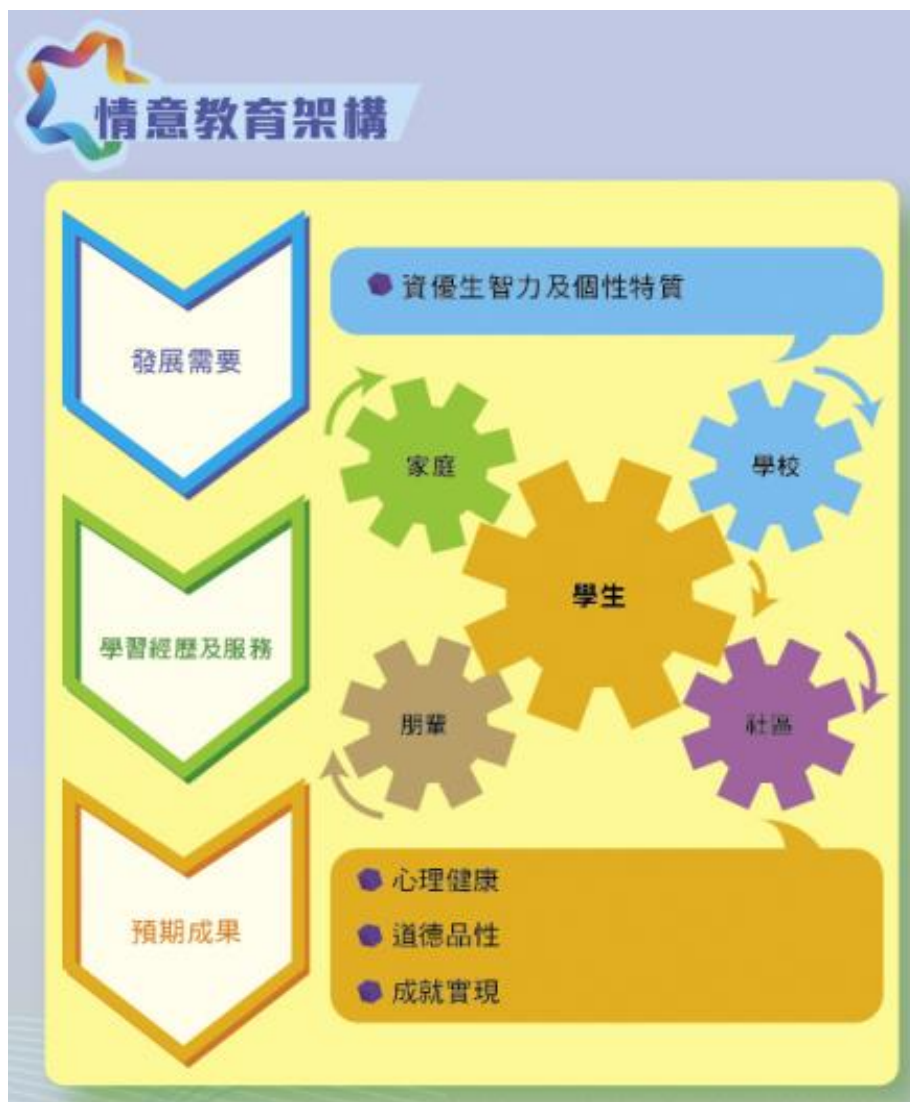 情意教育架構
發展需要
資優生智力及個性特質
家庭
學校
學生
學習經歷及服務
朋輩
社區
預期成果
心理健康
道德品性
成就實現